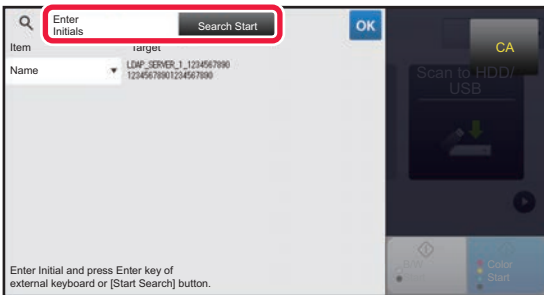 Enter
Initials
Search Start
OK
CA
Item
Target
Name
LDAP_SERVER_1_1234567890
12345678901234567890
Scan to HDD/
USB
B/W
Start
Color
Start
Enter Initial and press Enter key of
external keyboard or [Start Search] button.